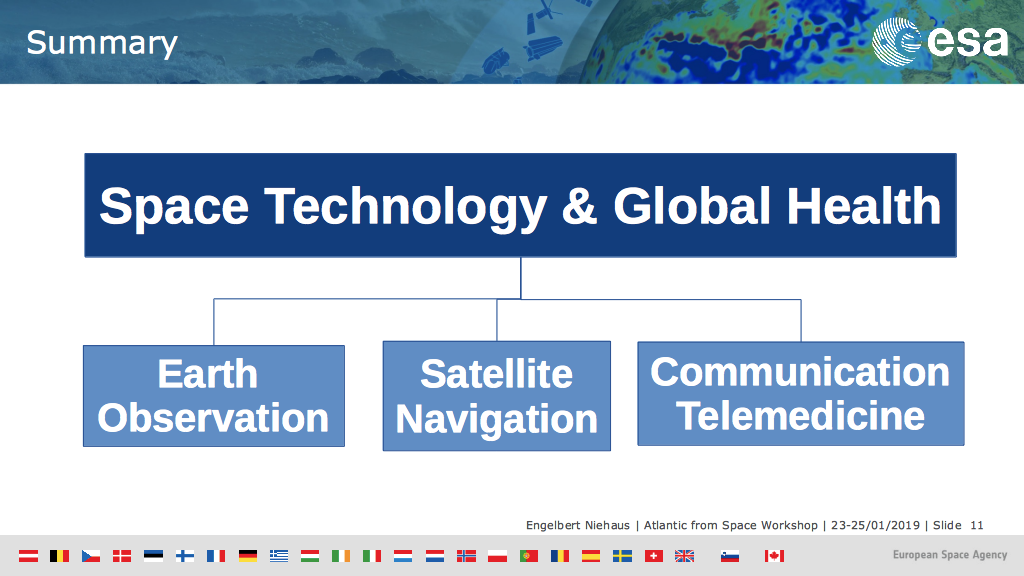 Summary
esa
Space Technology & Global Health
Earth
Observation
Satellite
Navigation
Communication
Telemedicine
Engelbert Niehaus | Atlantic from Space Workshop | 23-25/01/2019 | Slide 11
European Space Agency